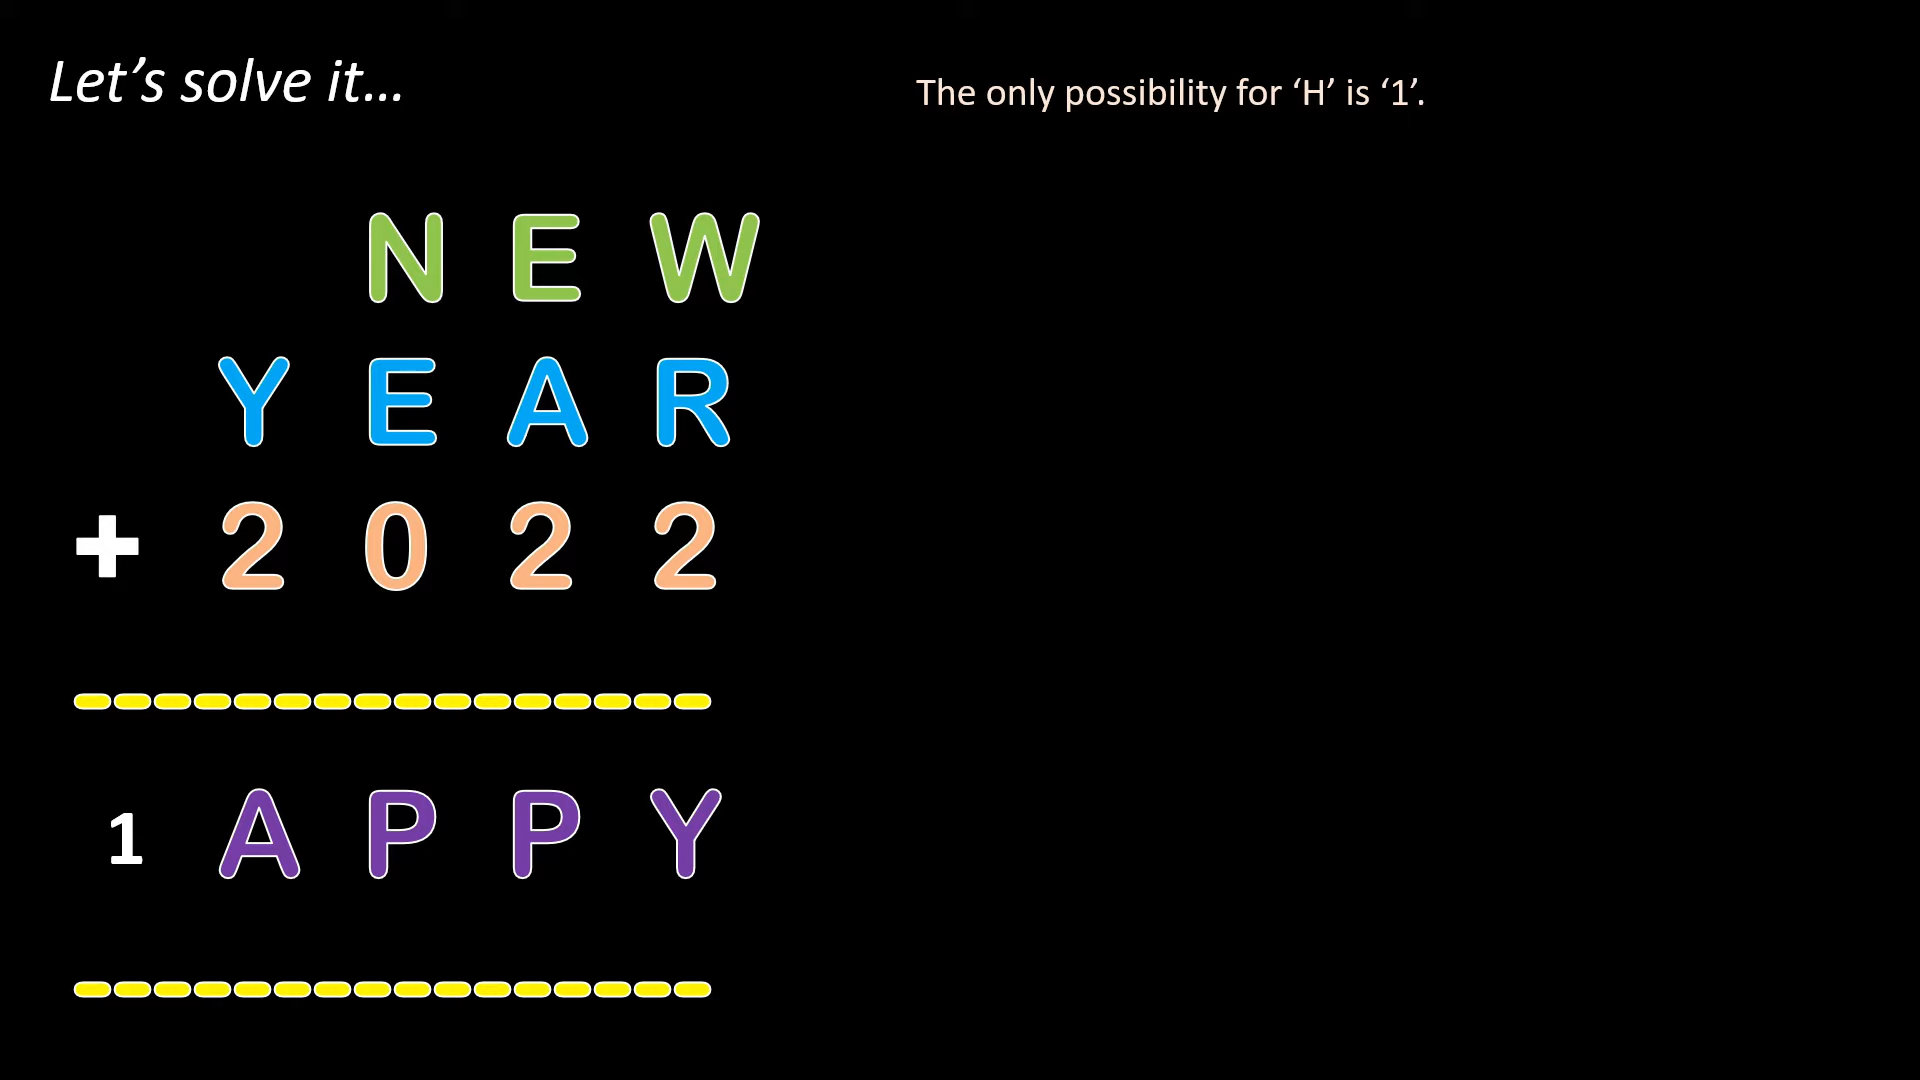 Let’s solve it...
The only possibility for ‘H’ is ‘1’.
N E W
Y E A R
+ 2 0 2 2
1 A P P Y